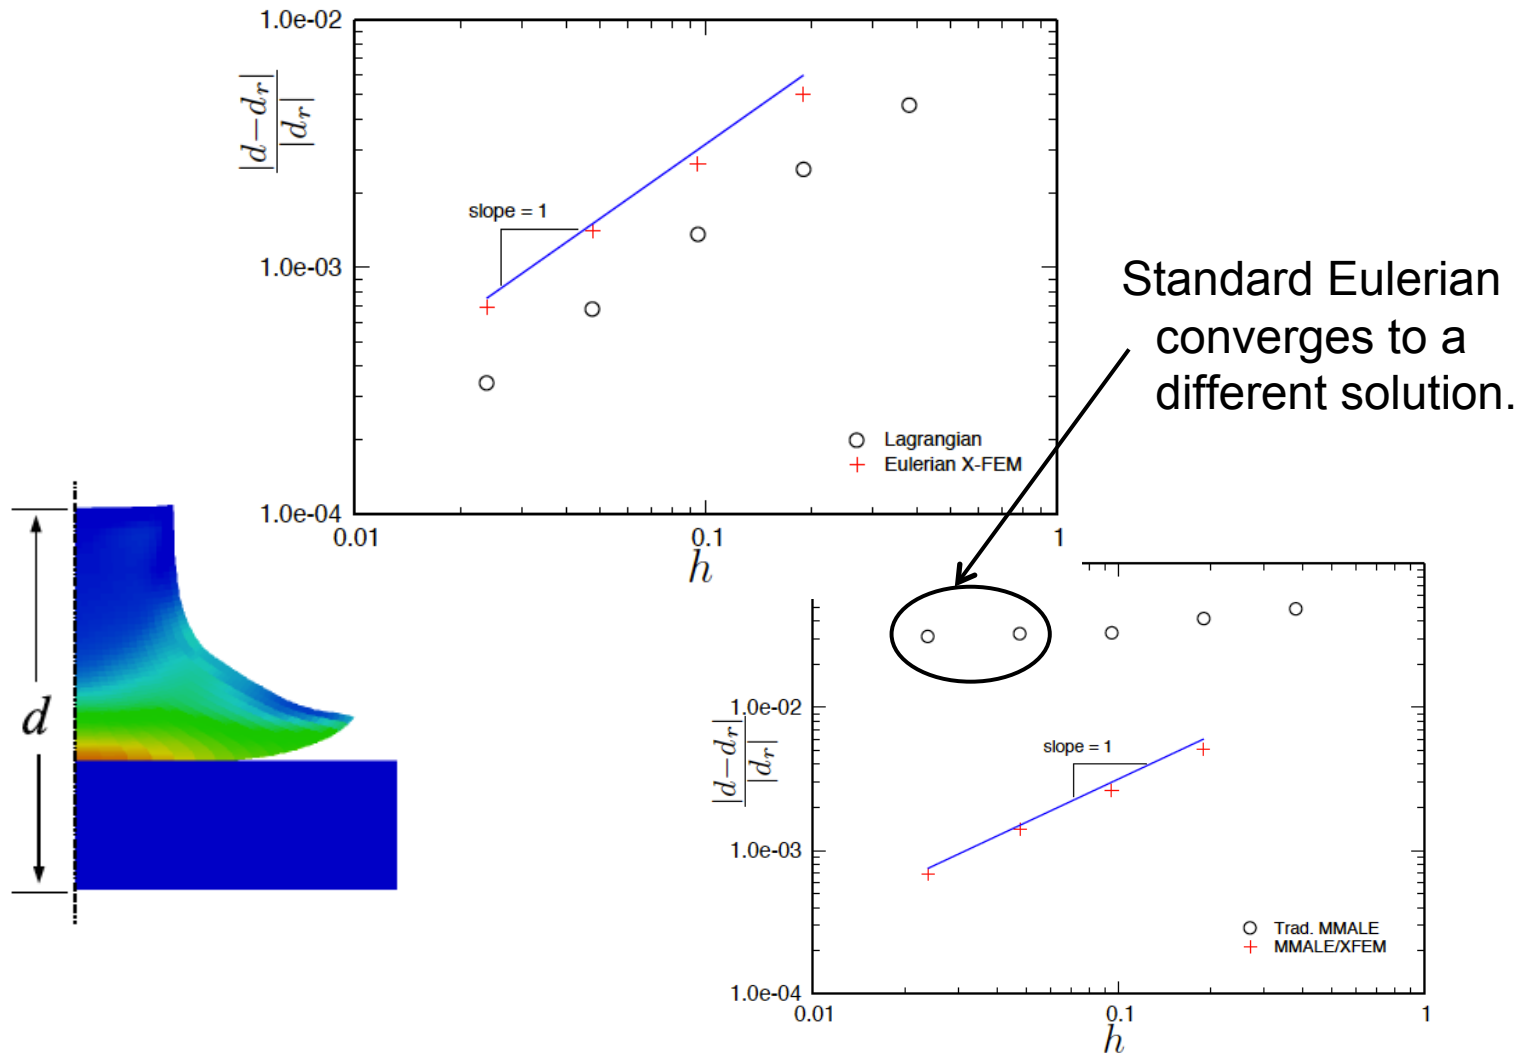 1.0e-02
|d−d_r|
|d_r|
slope = 1
1.0e-03
Lagrangian
Eulerian X-FEM
1.0e-04
0.01
0.1
1
h
Standard Eulerian
converges to a
different solution.
d
1.0e-02
|d−d_r|
|d_r|
slope = 1
1.0e-03
Trad. MMALE
MMALE/XFEM
1.0e-04
0.01
0.1
1
h